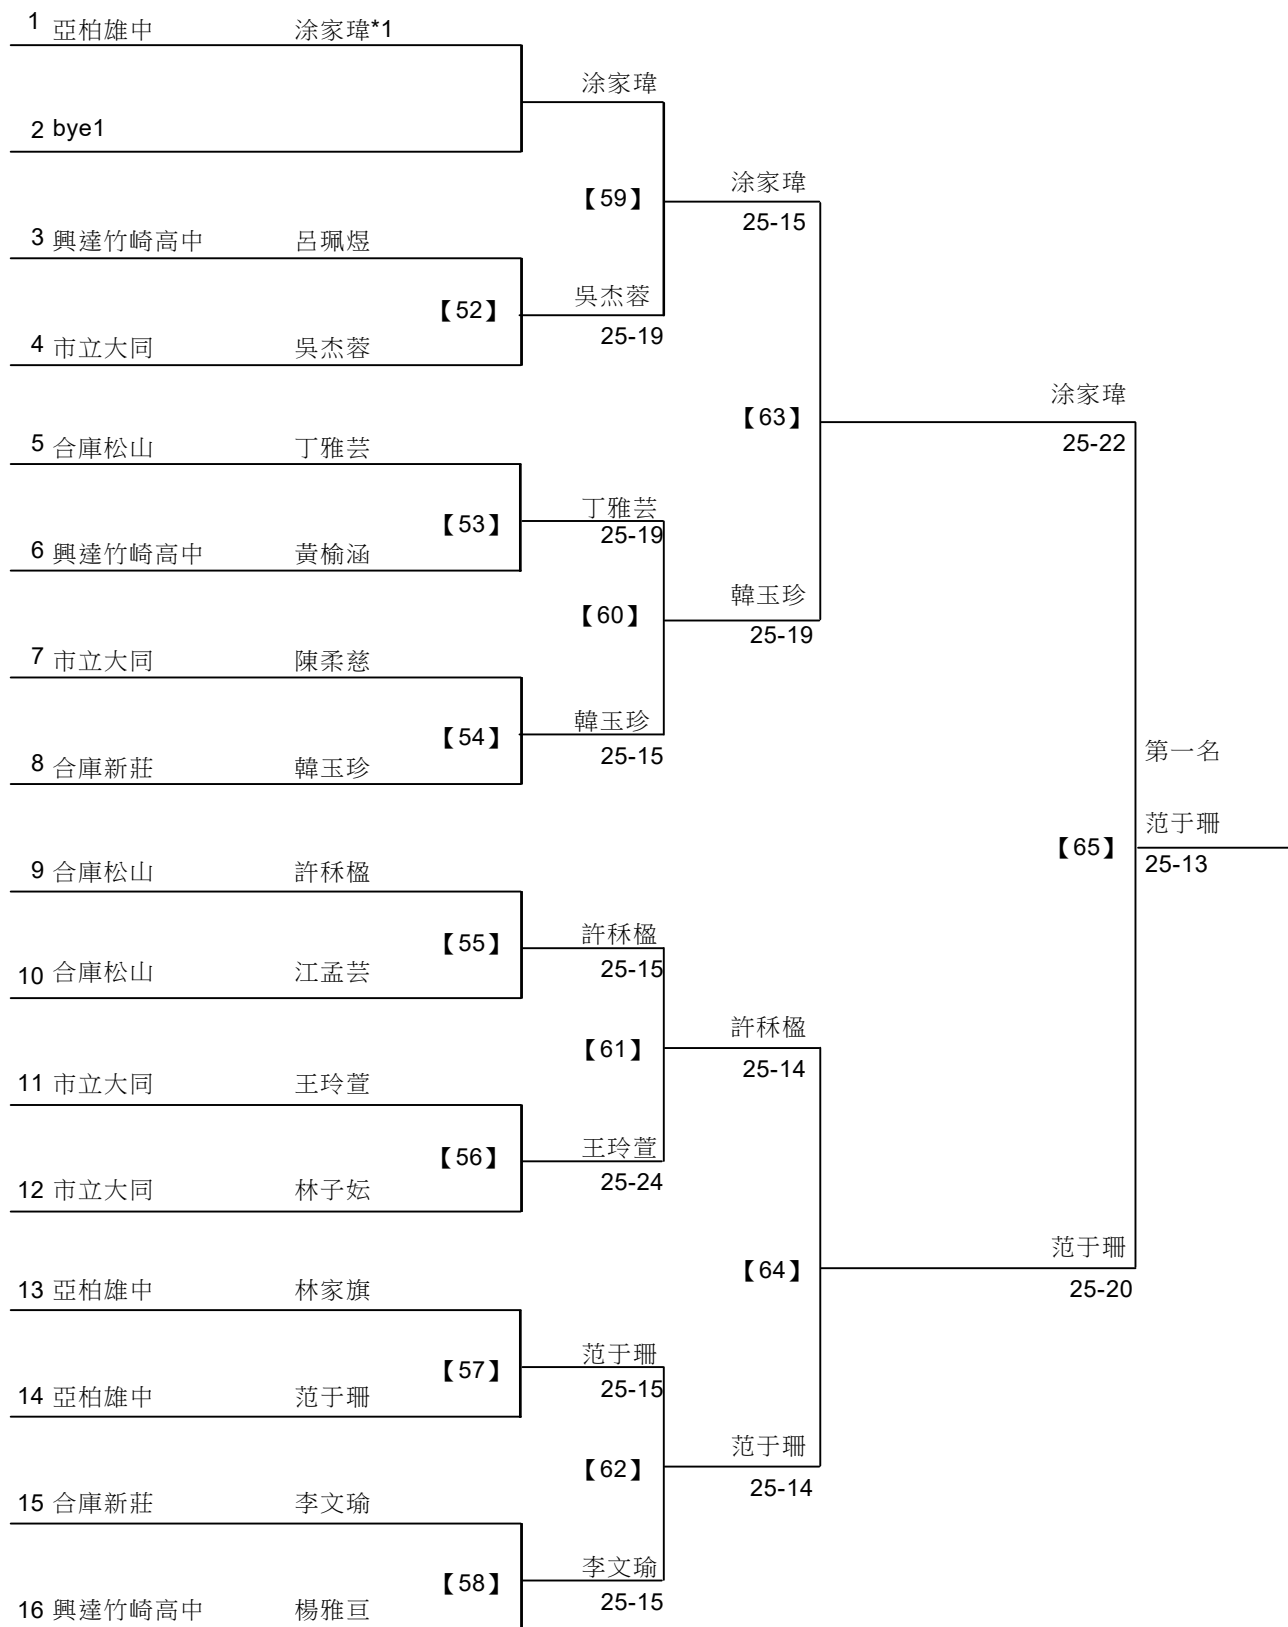 1 亞柏雄中 涂家瑋*1
涂家瑋
2 bye1
涂家瑋
【59】
25-15
3 興達竹崎高中 呂珮煜
吳杰蓉
【52】
25-19
4 市立大同 吳杰蓉
涂家瑋
【63】
25-22
5 合庫松山 丁雅芸
丁雅芸
【53】
25-19
6 興達竹崎高中 黃榆涵
韓玉珍
【60】
25-19
7 市立大同 陳柔慈
韓玉珍
【54】
25-15
8 合庫新莊 韓玉珍
第一名
范于珊
【65】
25-13
9 合庫松山 許秝楹
許秝楹
【55】
25-15
10 合庫松山 江孟芸
許秝楹
【61】
25-14
11 市立大同 王玲萱
王玲萱
【56】
25-24
12 市立大同 林子妘
范于珊
【64】
25-20
13 亞柏雄中 林家旗
范于珊
【57】
25-15
14 亞柏雄中 范于珊
范于珊
【62】
25-14
15 合庫新莊 李文瑜
李文瑜
【58】
25-15
16 興達竹崎高中 楊雅亘